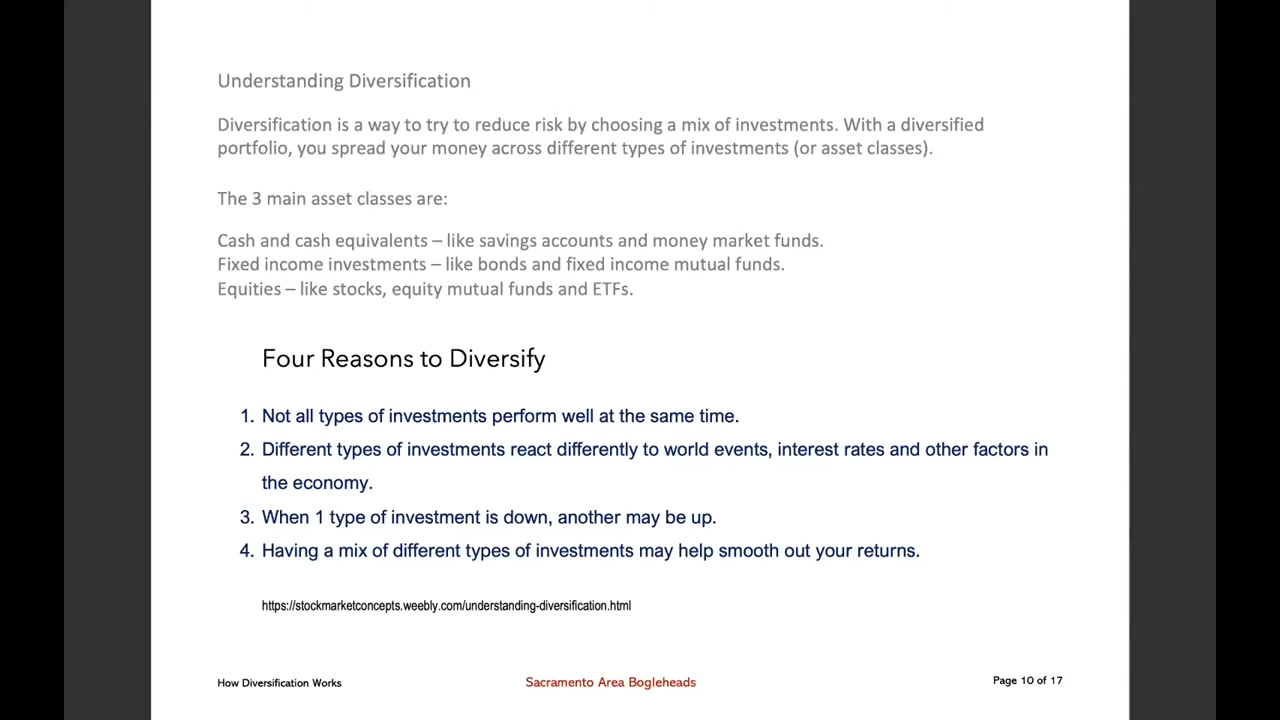 Understanding Diversification
Diversification is a way to try to reduce risk by choosing a mix of investments. With a diversified
portfolio, you spread your money across different types of investments (or asset classes).
The 3 main asset classes are:
Cash and cash equivalents – like savings accounts and money market funds.
Fixed income investments – like bonds and fixed income mutual funds.
Equities – like stocks, equity mutual funds and ETFs.
Four Reasons to Diversify
1. Not all types of investments perform well at the same time.
2. Different types of investments react differently to world events, interest rates and other factors in
the economy.
3. When 1 type of investment is down, another may be up.
4. Having a mix of different types of investments may help smooth out your returns.
https://stockmarketconcepts.weebly.com/understanding-diversification.html
How Diversification Works
Sacramento Area Bogleheads
Page 10 of 17